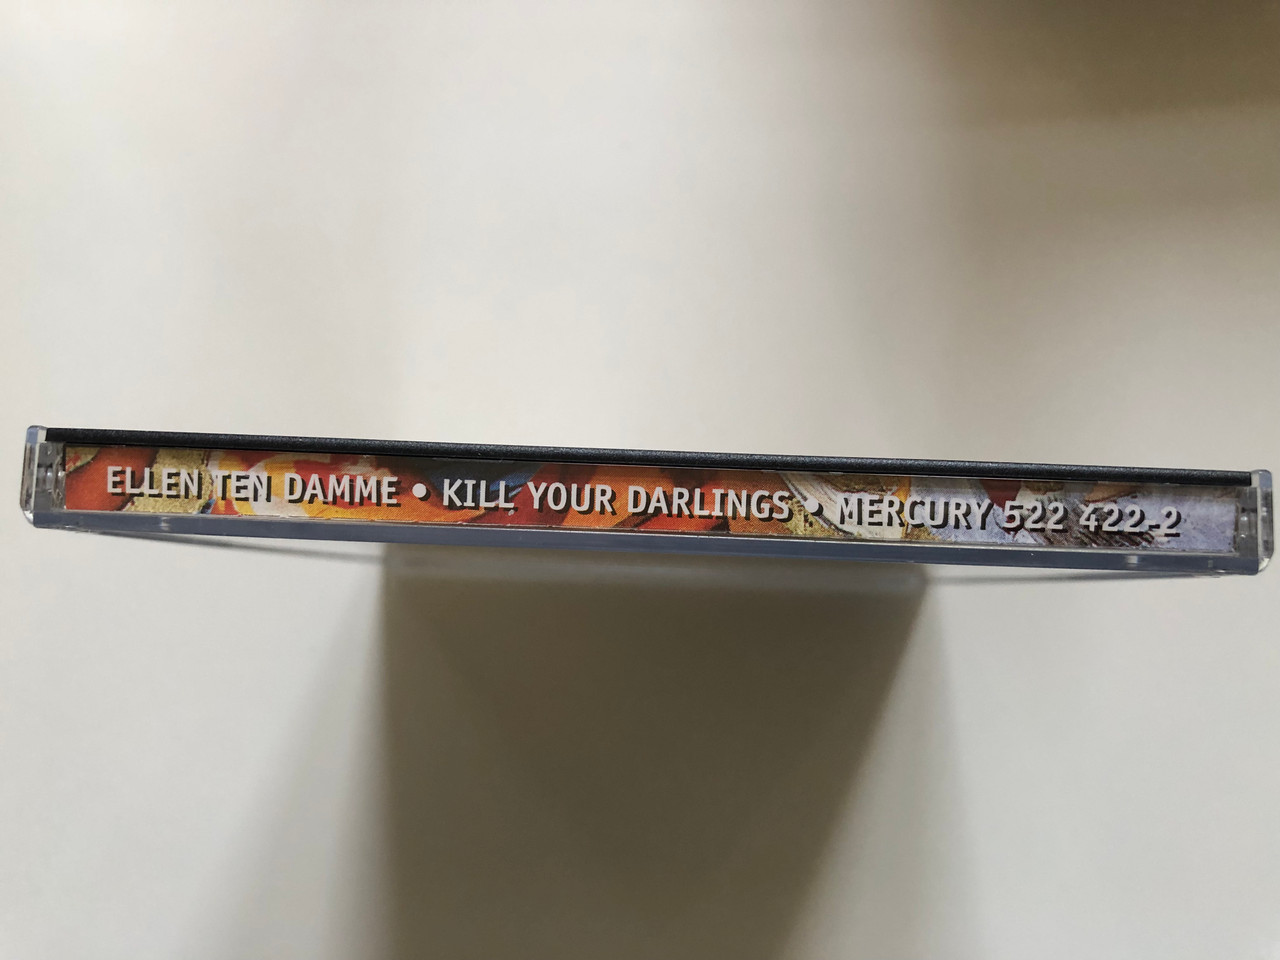 ELLEN TEN DAMME • KILL YOUR DARLINGS • MERCURY 522 422-2